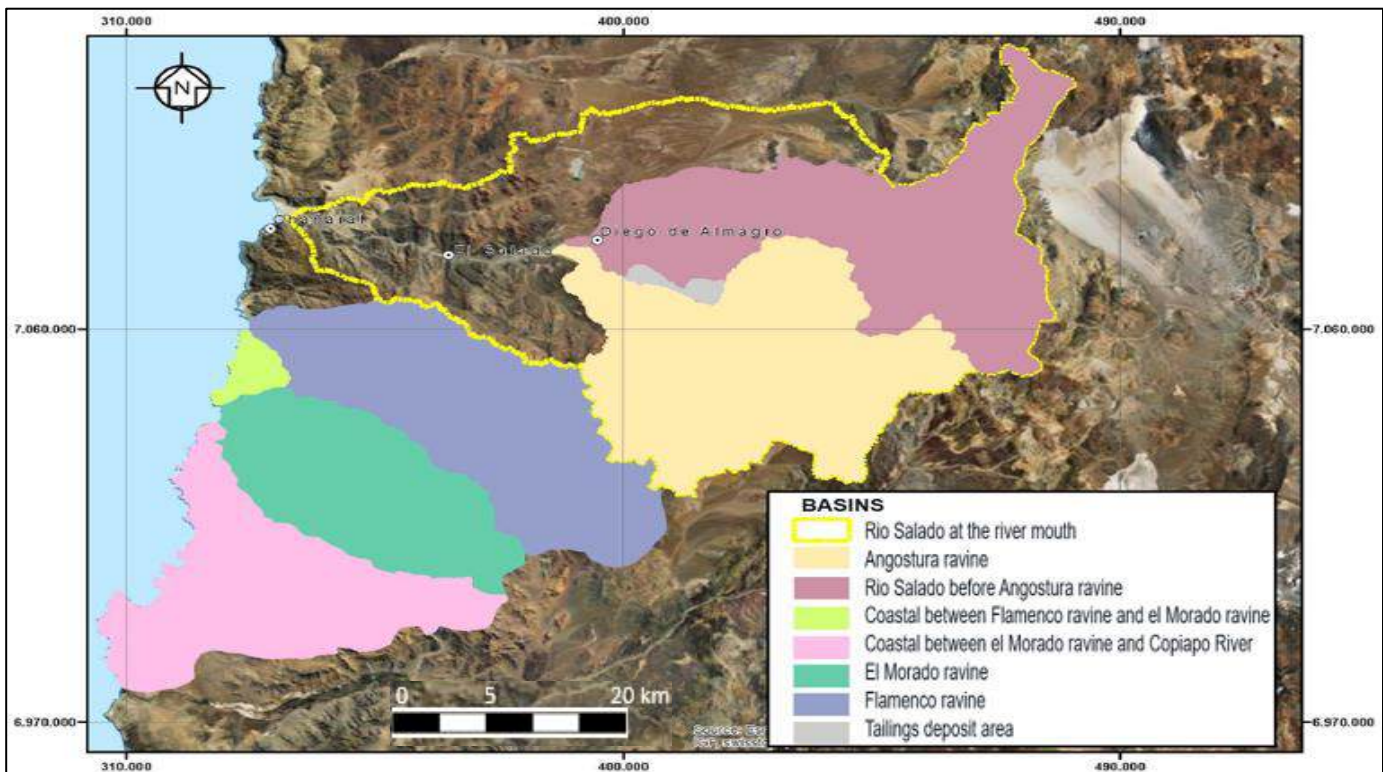 310.000 400.000 490.000
N
Chañaral
Diego de Almagro
El Salado
7.060.000 7.060.000
BASINS
Rio Salado at the river mouth
Angostura ravine
Rio Salado before Angostura ravine
Coastal between Flamenco ravine and el Morado ravine
Coastal between el Morado ravine and Copiapo River
El Morado ravine
Flamenco ravine
Tailings deposit area
0 5 20 km
Source:
6.970.000 6.970.000
310.000 400.000 490.000